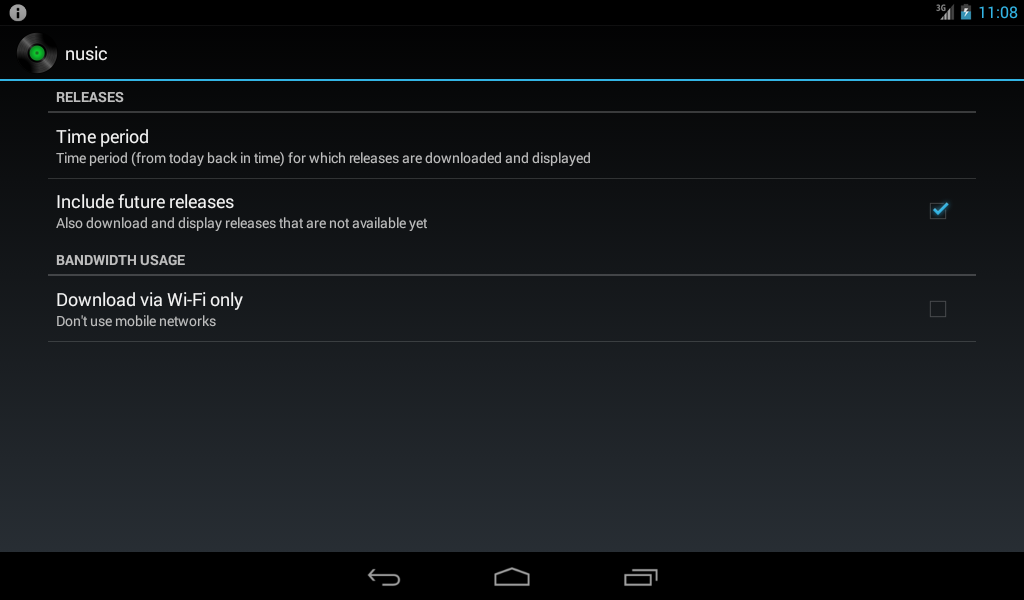 3G 11:08
nusic
RELEASES
Time period
Time period (from today back in time) for which releases are downloaded and displayed
Include future releases
Also download and display releases that are not available yet
BANDWIDTH USAGE
Download via Wi-Fi only
Don't use mobile networks